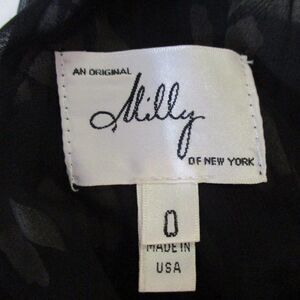 AN ORIGINAL
Milly
OF NEW YORK
0
MADE IN
USA